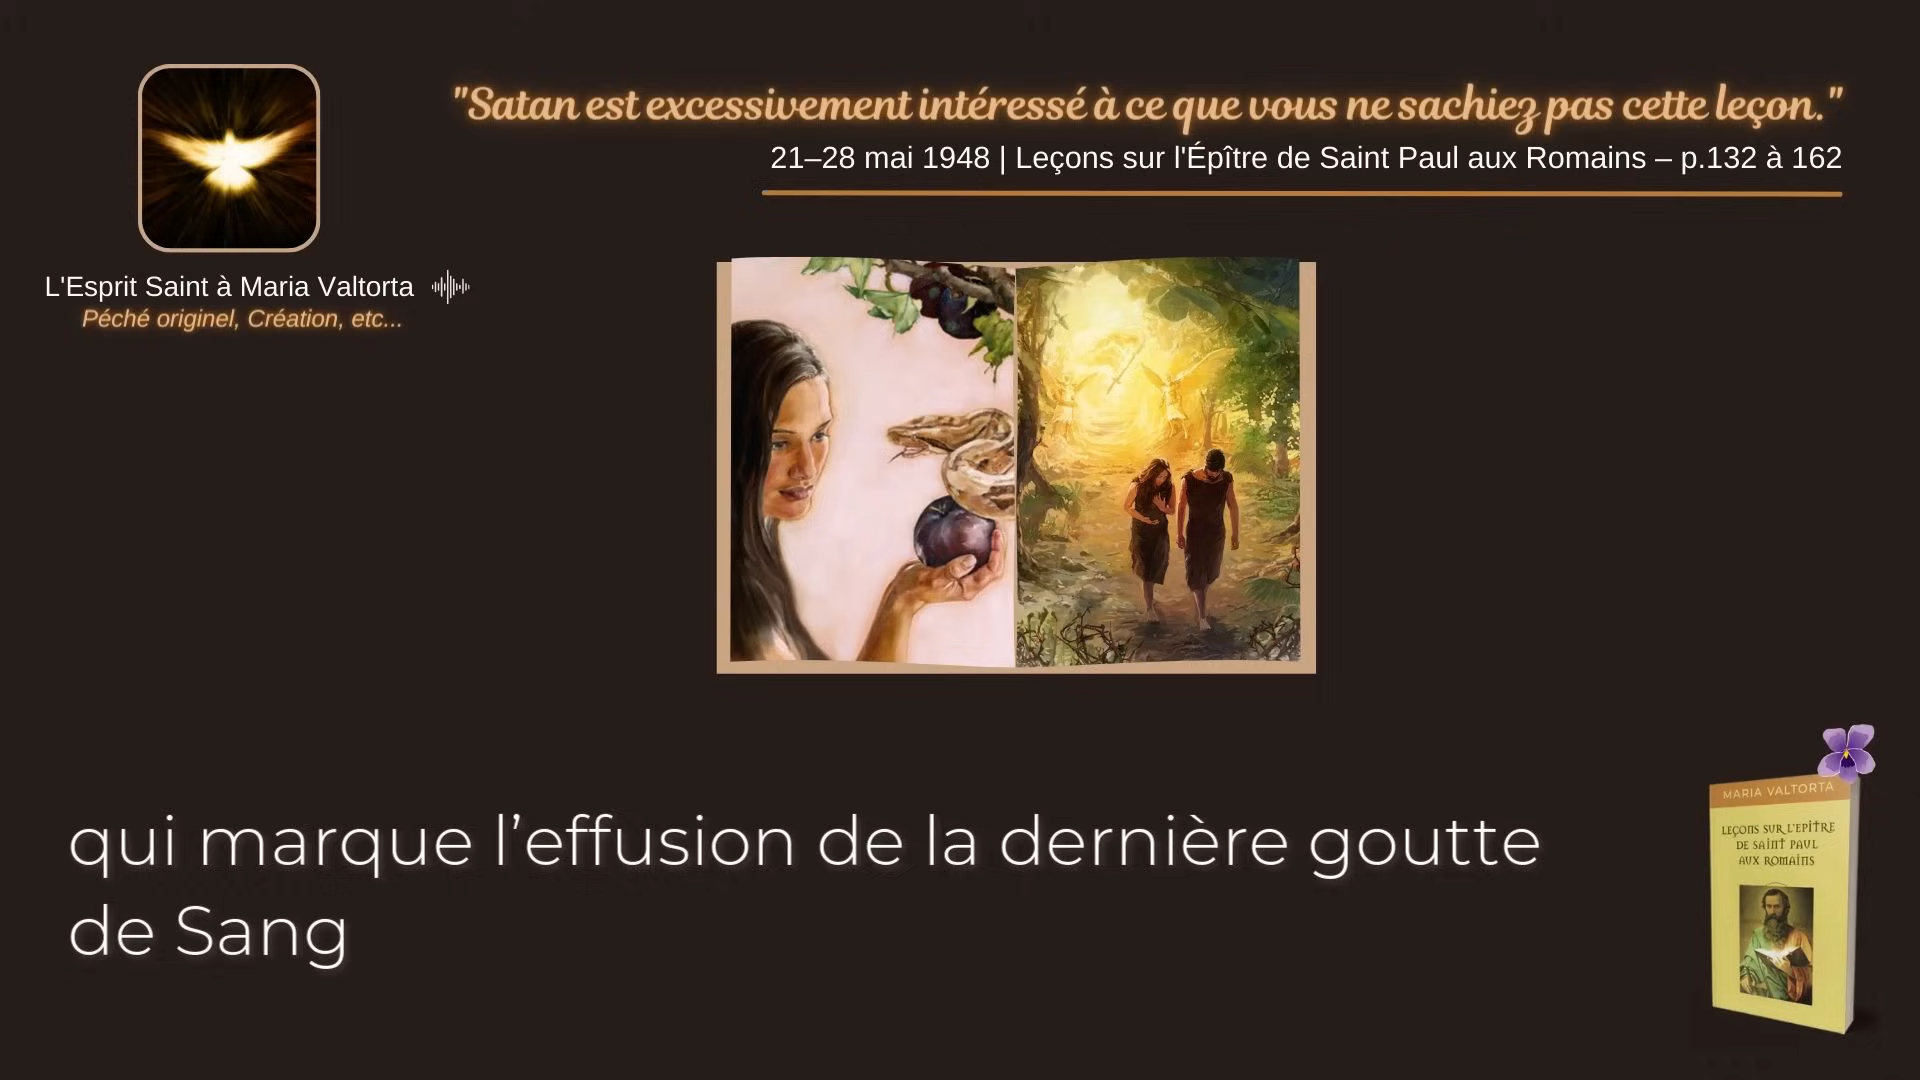 "Satan est excessivement intéressé à ce que vous ne sachiez pas cette leçon."
21–28 mai 1948 | Leçons sur l'Épître de Saint Paul aux Romains – p.132 à 162
L'Esprit Saint à Maria Valtorta
Péché originel, Création, etc...
qui marque l’effusion de la dernière goutte
de Sang
MARIA VALTORTA
LEÇONS SUR L'EPÎTRE
DE SAINT PAUL
AUX ROMAINS